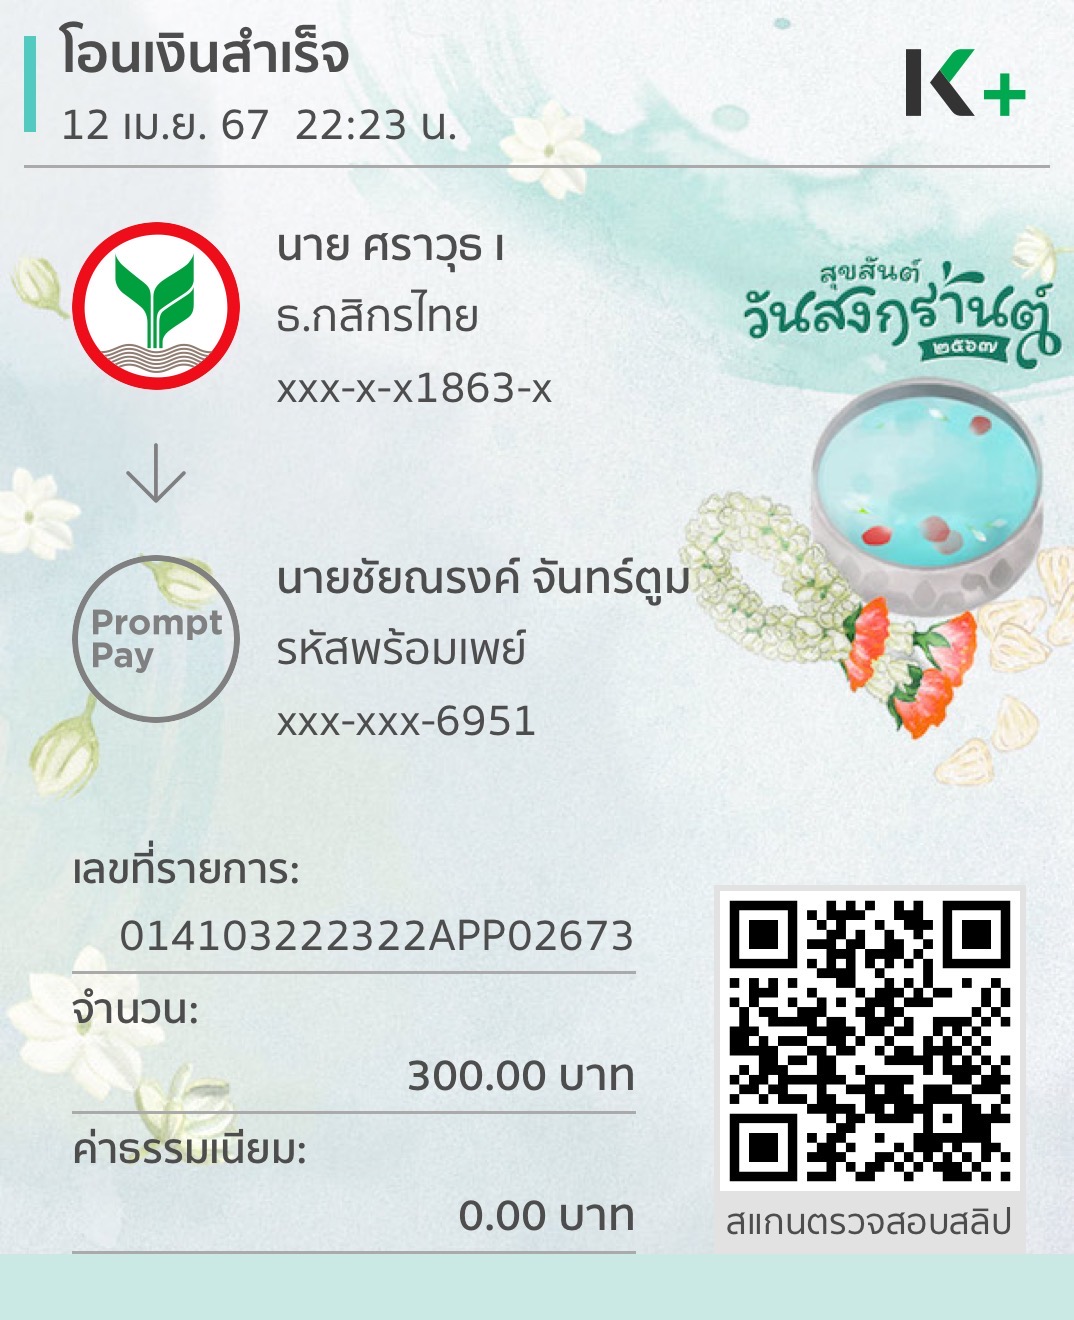 โอนเงินสำเร็จ
12 เม.ย. 67 22:23 น.
K+
นาย ศราวุธ เ
ธ.กสิกรไทย
xxx-x-x1863-x
สุขสันต์
วันสงกรานต์
๒๕๖๗
Prompt
Pay
นายชัยณรงค์ จันทร์ตูม
รหัสพร้อมเพย์
xxx-xxx-6951
เลขที่รายการ:
014103222322APP02673
จำนวน:
300.00 บาท
ค่าธรรมเนียม:
0.00 บาท
สแกนตรวจสอบสลิป